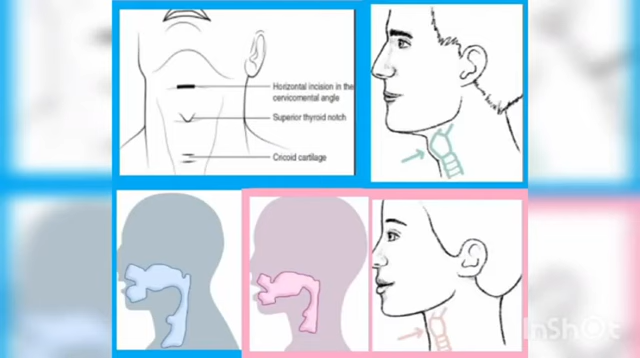 Horizontal incision in the
cervicomental angle
Superior thyroid notch
Cricoid cartilage
InShOt